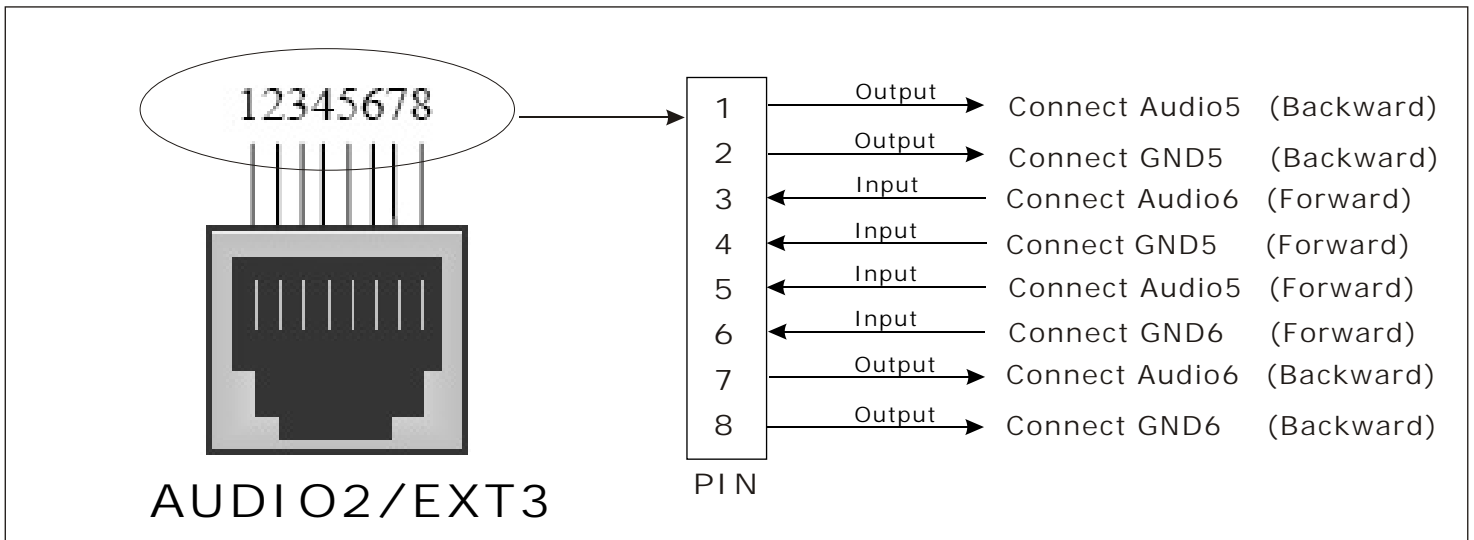 12345678
1 Output Connect Audio5 (Backward)
2 Output Connect GND5 (Backward)
3 Input Connect Audio6 (Forward)
4 Input Connect GND5 (Forward)
5 Input Connect Audio5 (Forward)
6 Input Connect GND6 (Forward)
7 Output Connect Audio6 (Backward)
8 Output Connect GND6 (Backward)
PIN
AUDIO2/EXT3